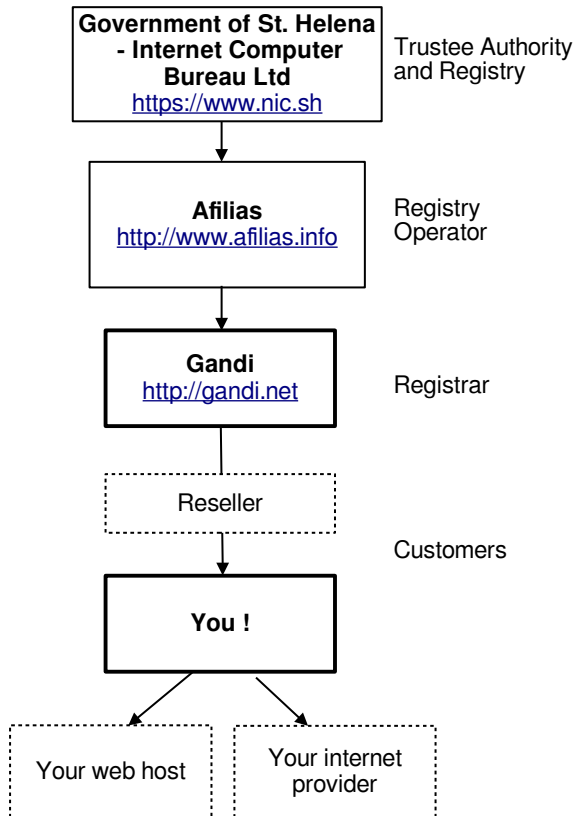 Government of St. Helena
- Internet Computer
Bureau Ltd
https://www.nic.sh
Trustee Authority
and Registry
Afilias
http://www.afilias.info
Registry
Operator
Gandi
http://gandi.net
Registrar
Reseller
Customers
You !
Your web host
Your internet
provider